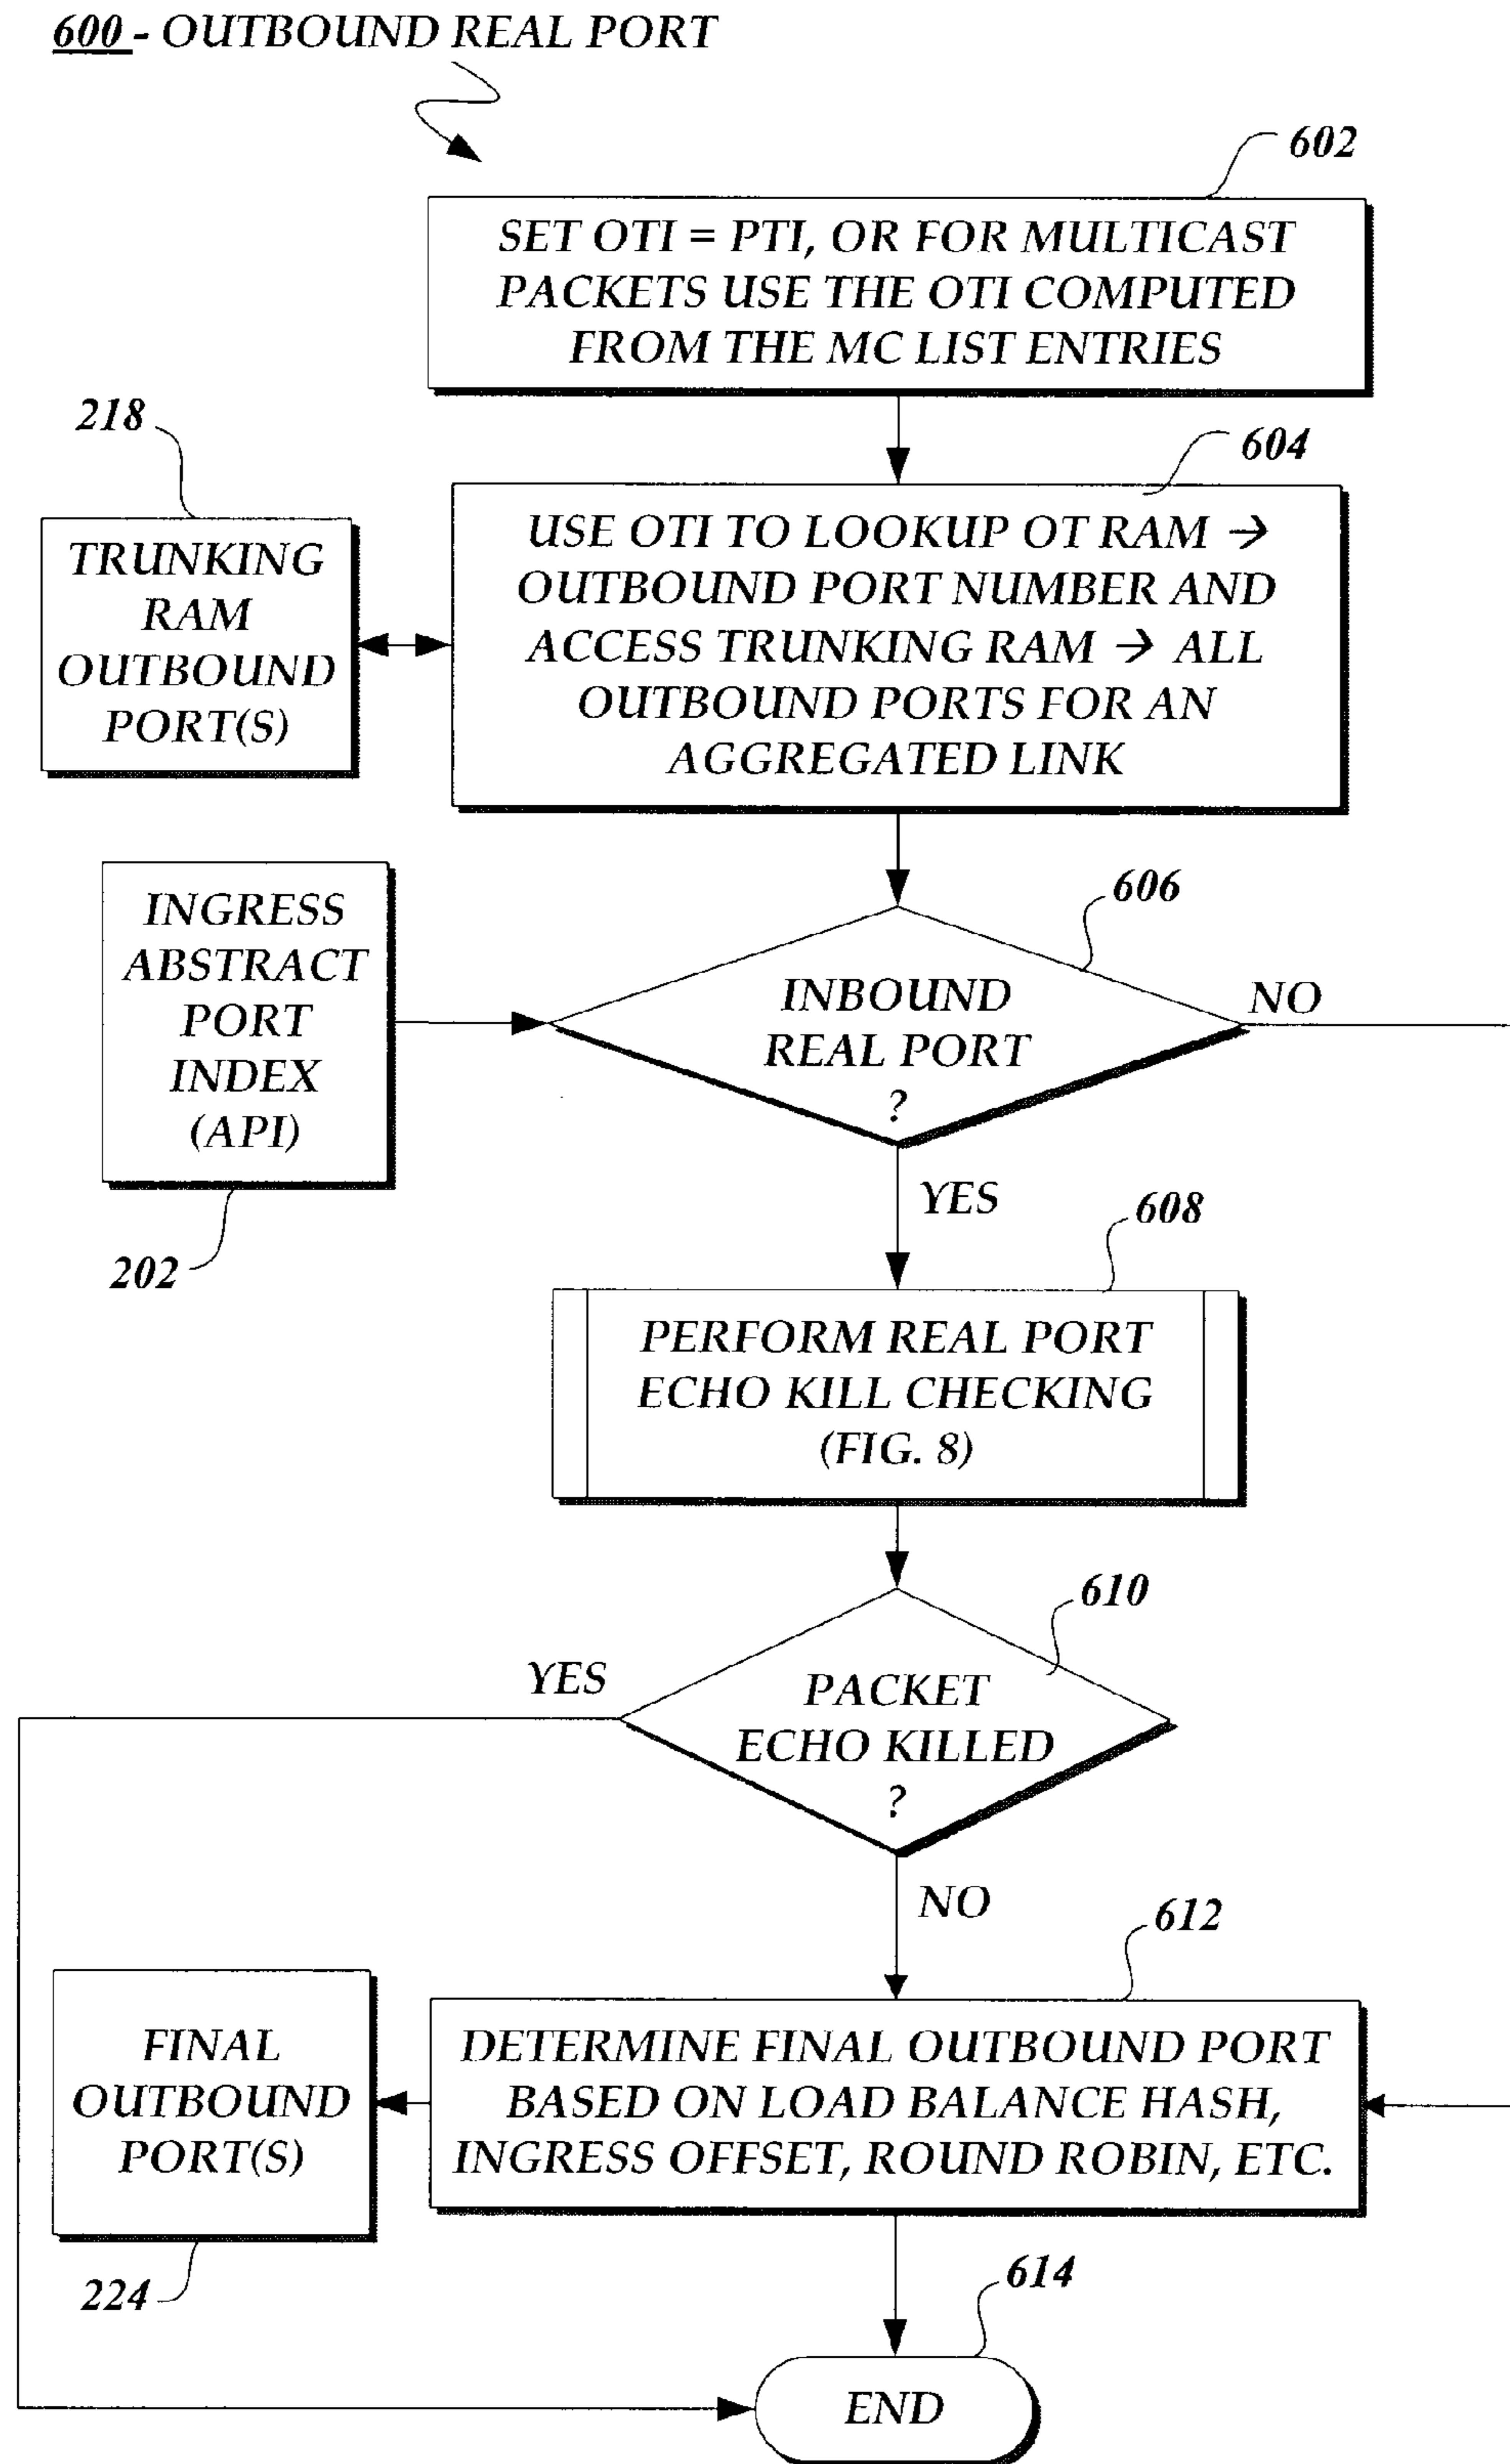 600 - OUTBOUND REAL PORT
602
SET OTI = PTI, OR FOR MULTICAST
PACKETS USE THE OTI COMPUTED
FROM THE MC LIST ENTRIES
218
TRUNKING
RAM
OUTBOUND
PORT(S)
604
USE OTI TO LOOKUP OT RAM →
OUTBOUND PORT NUMBER AND
ACCESS TRUNKING RAM → ALL
OUTBOUND PORTS FOR AN
AGGREGATED LINK
INGRESS
ABSTRACT
PORT
INDEX
(API)
202
606
INBOUND
REAL PORT
?
NO
YES
608
PERFORM REAL PORT
ECHO KILL CHECKING
(FIG. 8)
610
YES
PACKET
ECHO KILLED
?
NO
612
FINAL
OUTBOUND
PORT(S)
224
DETERMINE FINAL OUTBOUND PORT
BASED ON LOAD BALANCE HASH,
INGRESS OFFSET, ROUND ROBIN, ETC.
614
END